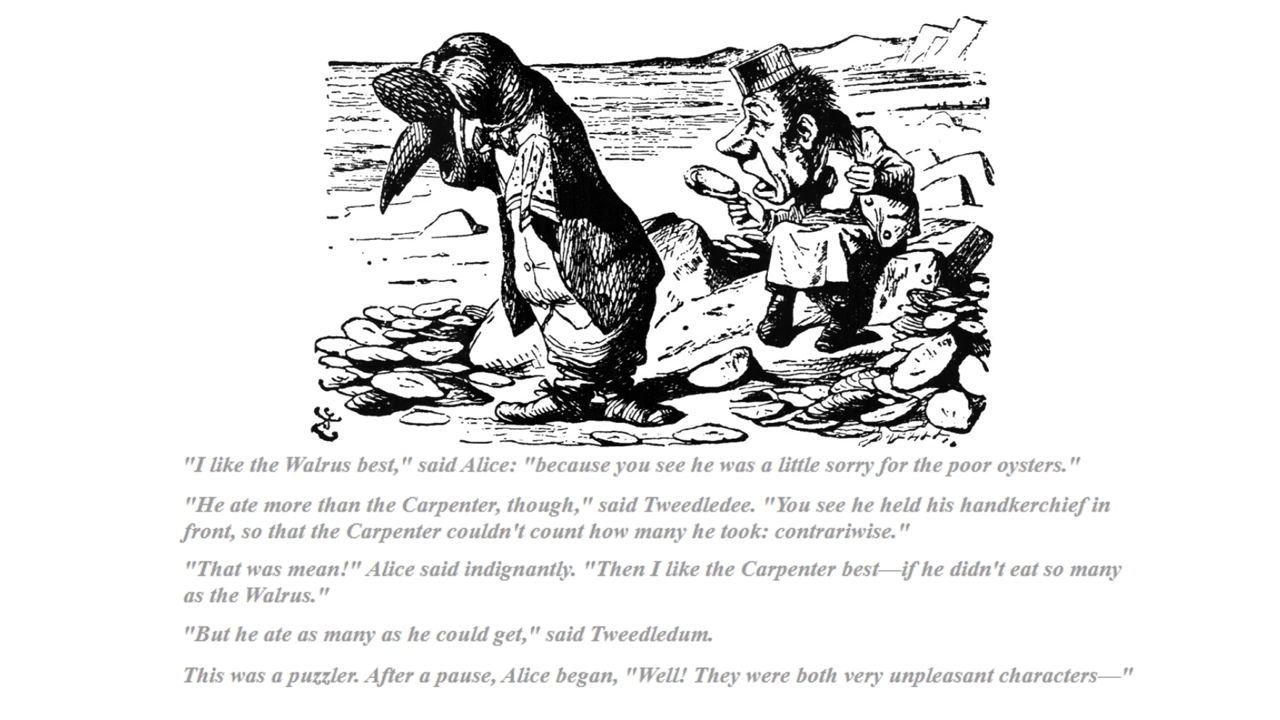 "I like the Walrus best," said Alice: "because you see he was a little sorry for the poor oysters."
"He ate more than the Carpenter, though," said Tweedledee. "You see he held his handkerchief in
front, so that the Carpenter couldn't count how many he took: contrariwise."
"That was mean!" Alice said indignantly. "Then I like the Carpenter best—if he didn't eat so many
as the Walrus."
"But he ate as many as he could get," said Tweedledum.
This was a puzzler. After a pause, Alice began, "Well! They were both very unpleasant characters—"